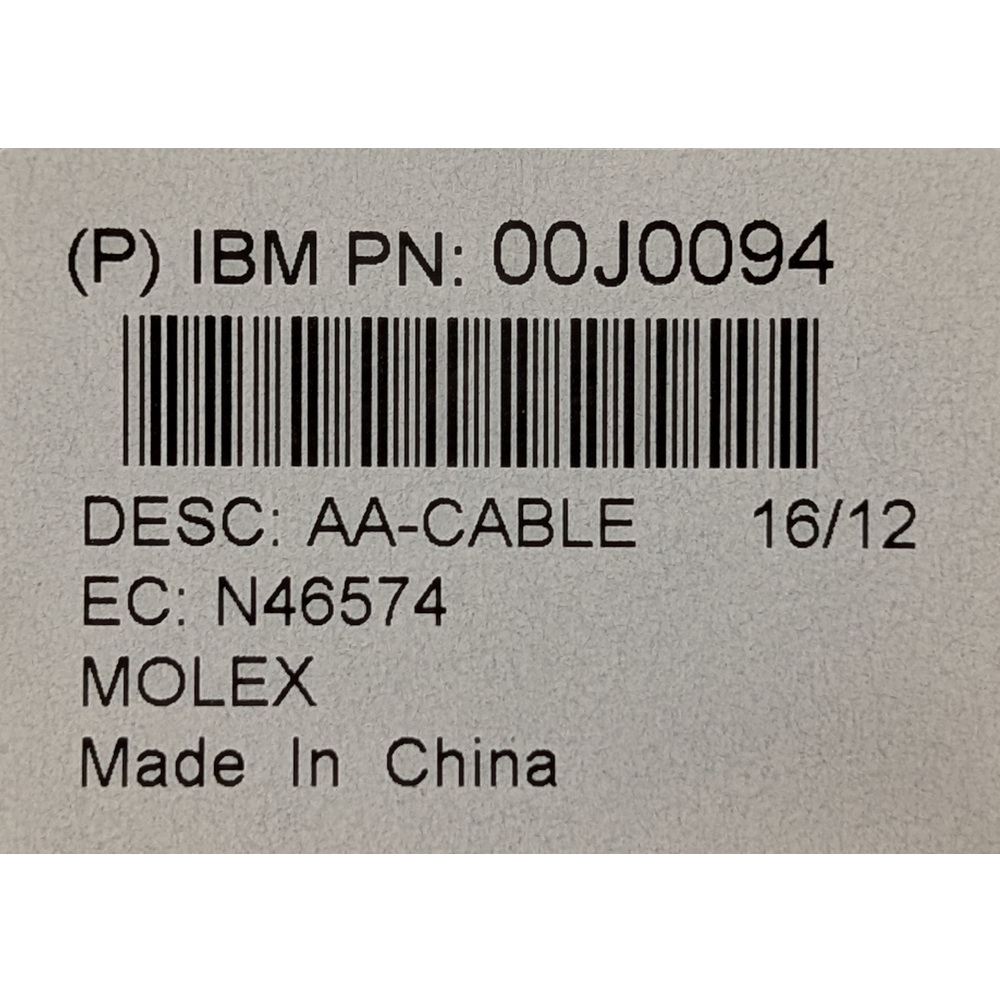 (P) IBM PN: 00J0094
DESC: AA-CABLE 16/12
EC: N46574
MOLEX
Made In China